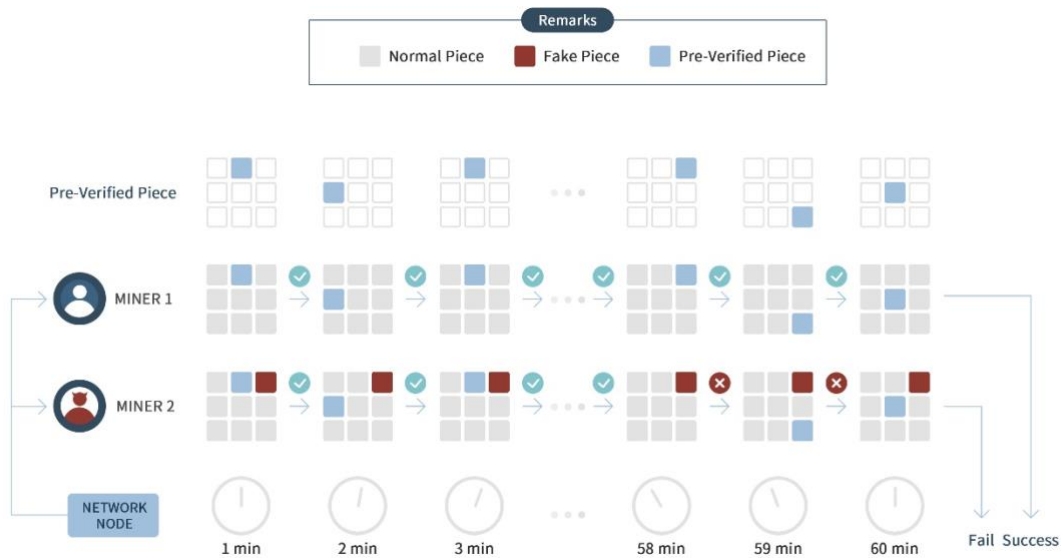 Remarks
Normal Piece
Fake Piece
Pre-Verified Piece
Pre-Verified Piece
MINER 1
MINER 2
NETWORK
NODE
1 min
2 min
3 min
58 min
59 min
60 min
Fail
Success